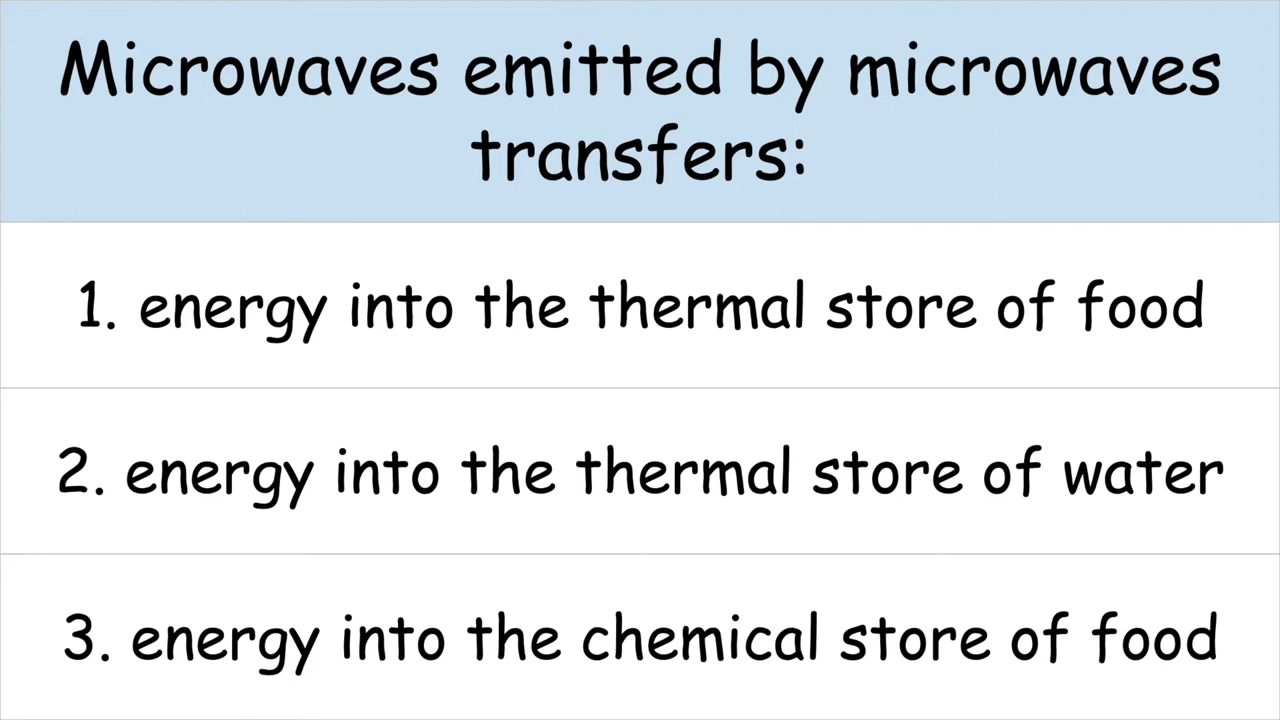 Microwaves emitted by microwaves
transfers:
1. energy into the thermal store of food
2. energy into the thermal store of water
3. energy into the chemical store of food